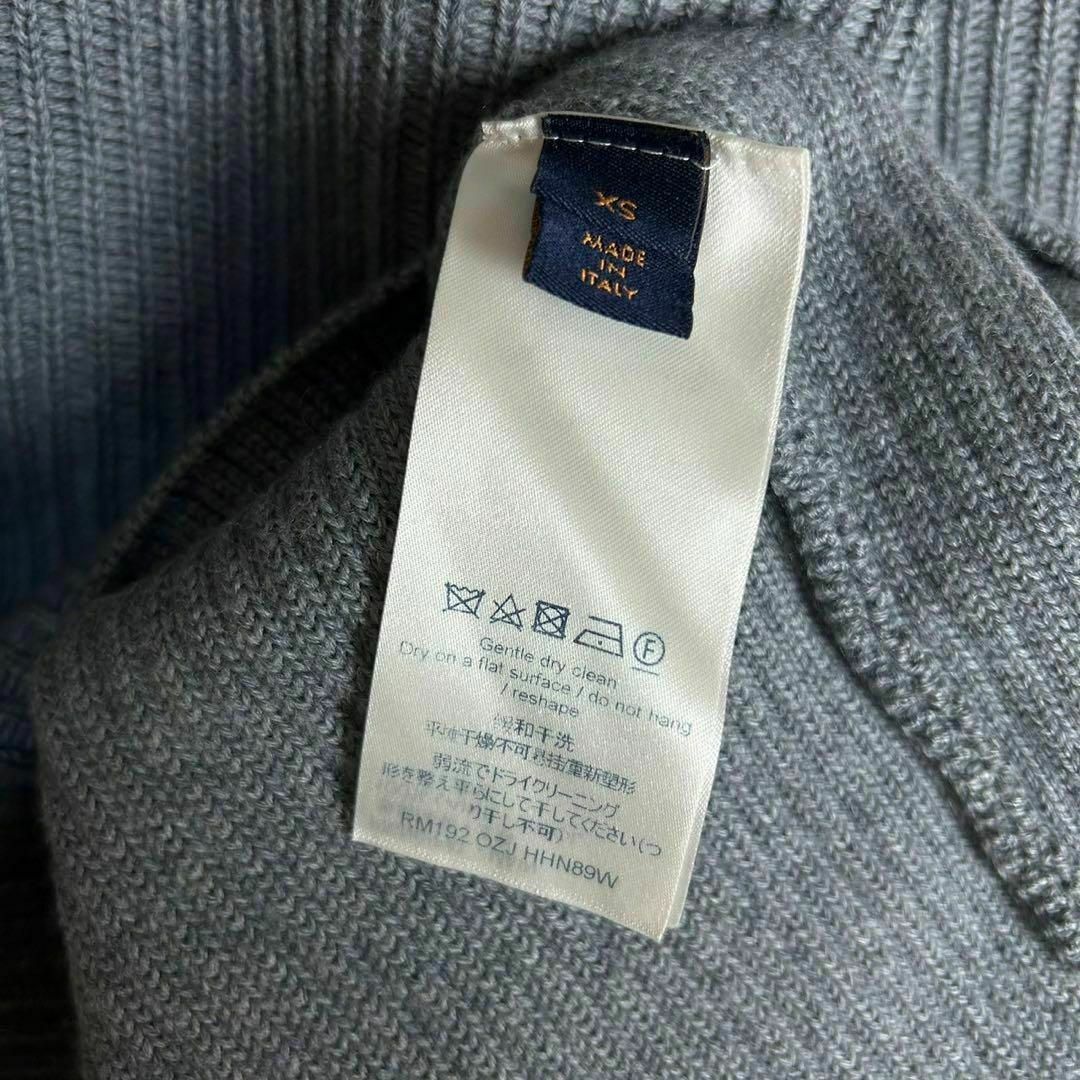 XS
MADE
IN
ITALY
F
Gentle dry clean
Dry on a flat surface / do not hang
/ reshape
缓和干洗
平冲干燥不可悬挂/重新塑形
弱流でドライクリーニング
形を整え平らにして干してください(つ
り干し不可)
RM192 OZJ HHN89W